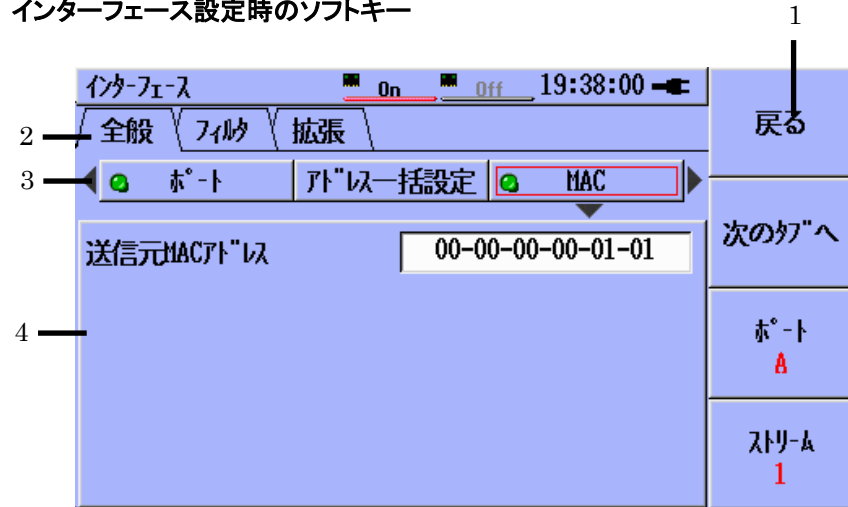 インターフェース設定時のソフトキー
1
ｲﾝﾀｰﾌｪｰｽ On Off 19:38:00
戻る
2
全般 ﾌｨﾙﾀ 拡張
3
ﾎﾟｰﾄ ｱﾄﾞﾚｽ一括設定 MAC
次のﾀﾌﾞへ
送信元MACｱﾄﾞﾚｽ 00-00-00-00-01-01
4
ﾎﾟｰﾄ
A
ｽﾄﾘｰﾑ
1